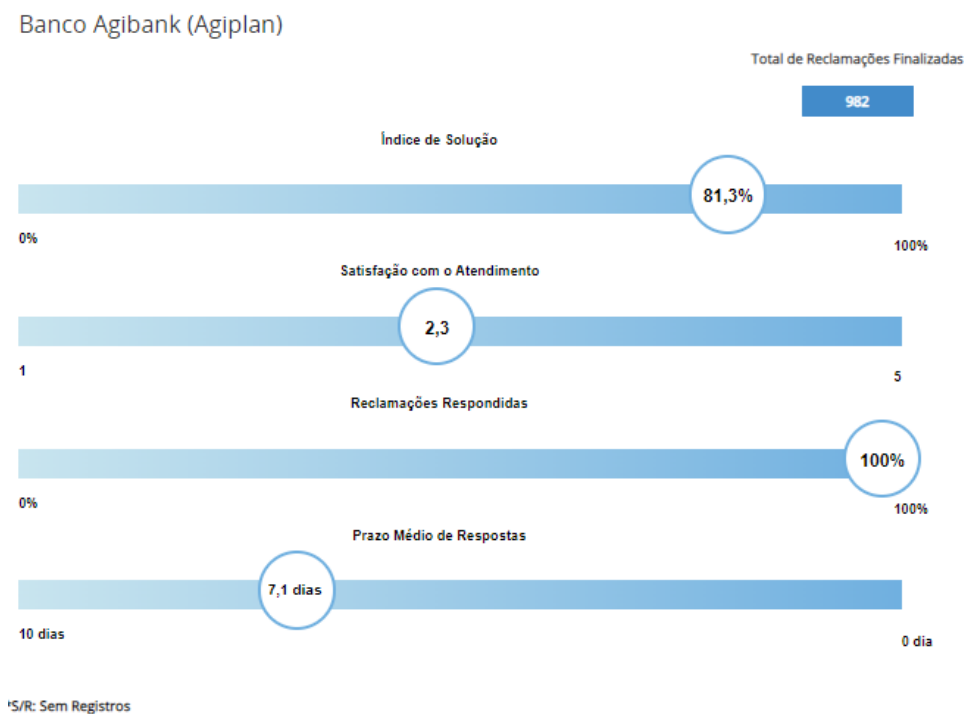 Banco Agibank (Agiplan)
Total de Reclamações Finalizadas
982
Índice de Solução
81,3%
0%
100%
Satisfação com o Atendimento
2,3
1
5
Reclamações Respondidas
100%
0%
100%
Prazo Médio de Respostas
7,1 dias
10 dias
0 dia
*S/R: Sem Registros